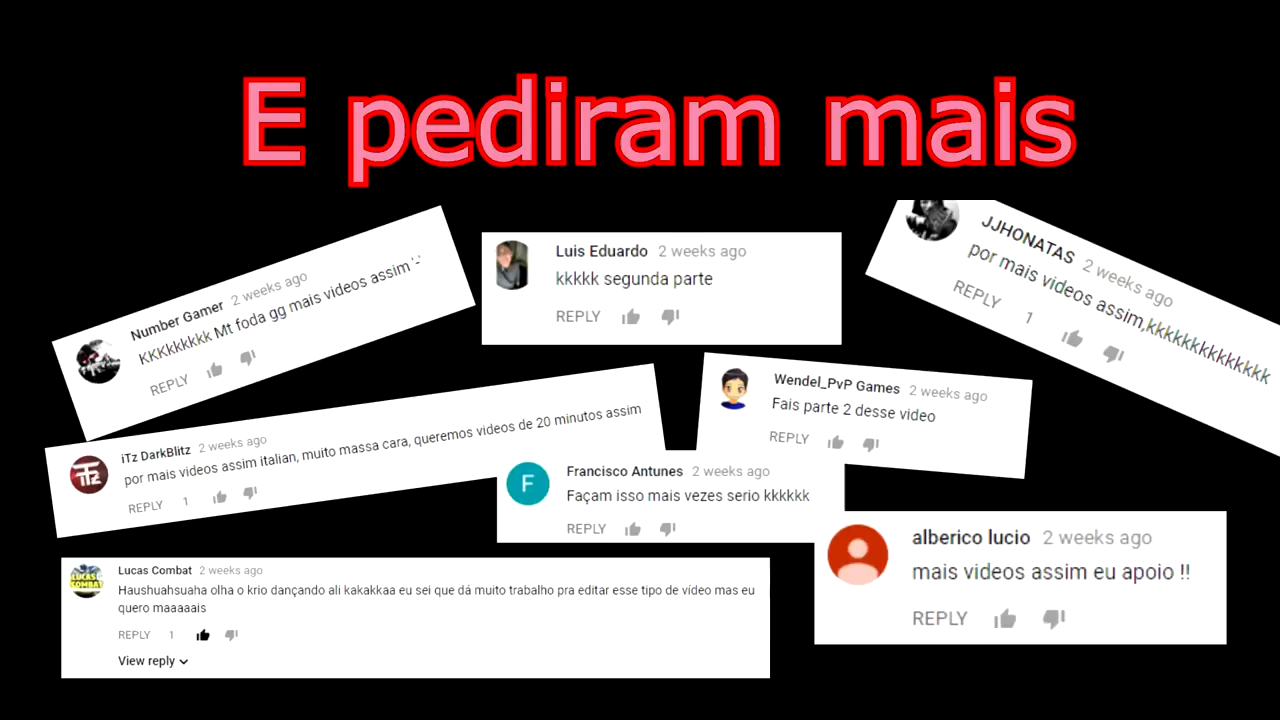 E pediram mais
Number Gamer 2 weeks ago
KKKkkkkkk Mt foda gg mais videos assim '-'
REPLY
Luis Eduardo 2 weeks ago
kkkkk segunda parte
REPLY
JJHONATAS 2 weeks ago
por mais videos assim,kkkkkkkkkkkkkk
REPLY 1
iTz DarkBlitz 2 weeks ago
por mais videos assim italian, muito massa cara, queremos videos de 20 minutos assim
REPLY 1
Wendel_PvP Games 2 weeks ago
Fais parte 2 desse video
REPLY
F
Francisco Antunes 2 weeks ago
Façam isso mais vezes serio kkkkkk
REPLY
alberico lucio 2 weeks ago
mais videos assim eu apoio !!
REPLY
LUCAS
COMBAT
Lucas Combat 2 weeks ago
Haushuahsuaha olha o krio dançando ali kakakkaa eu sei que dá muito trabalho pra editar esse tipo de vídeo mas eu
quero maaaaais
REPLY 1
View reply